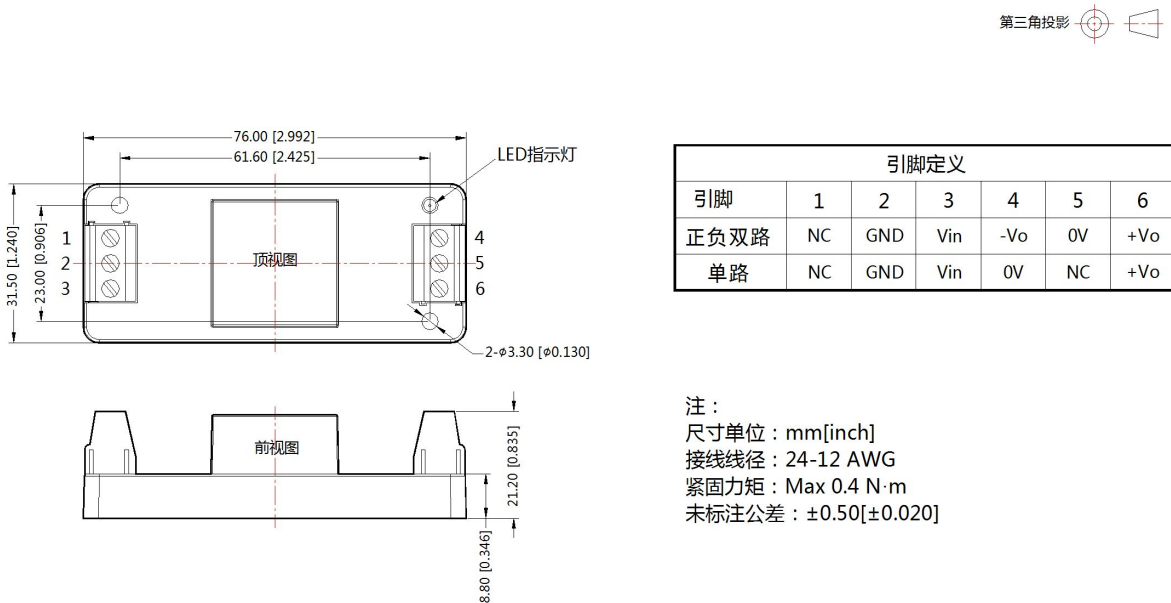 第三角投影
76.00 [2.992]
61.60 [2.425]
LED指示灯
31.50 [1.240]
23.00 [0.906]
1
2
3
顶视图
4
5
6
2-φ3.30 [φ0.130]
引脚定义
引脚 1 2 3 4 5 6
正负双路 NC GND Vin -Vo 0V +Vo
单路 NC GND Vin 0V NC +Vo
前视图
21.20 [0.835]
8.80 [0.346]
注：
尺寸单位：mm[inch]
接线线径：24-12 AWG
紧固力矩：Max 0.4 N·m
未标注公差：±0.50[±0.020]